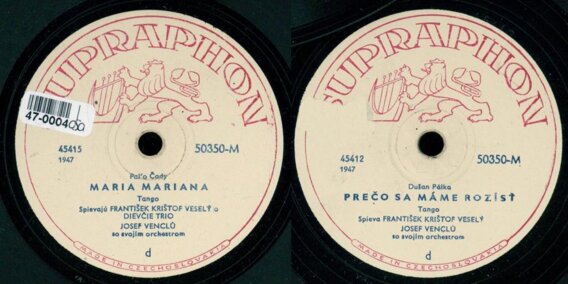 SUPRAPHON
47-0004
45415
1947
50350-M
Paľo Čády
MARIA MARIANA
Tango
Spievajú FRANTIŠEK KRIŠTOF VESELÝ a
DIEVČIE TRIO
JOSEF VENCLŮ
so svojím orchestrom
d
MADE IN CZECHOSLOVAKIA
SUPRAPHON
45412
1947
50350-M
Dušan Pálka
PREČO SA MÁME ROZÍSŤ
Tango
Spieva FRANTIŠEK KRIŠTOF VESELÝ
JOSEF VENCLŮ
so svojím orchestrom
d
MADE IN CZECHOSLOVAKIA